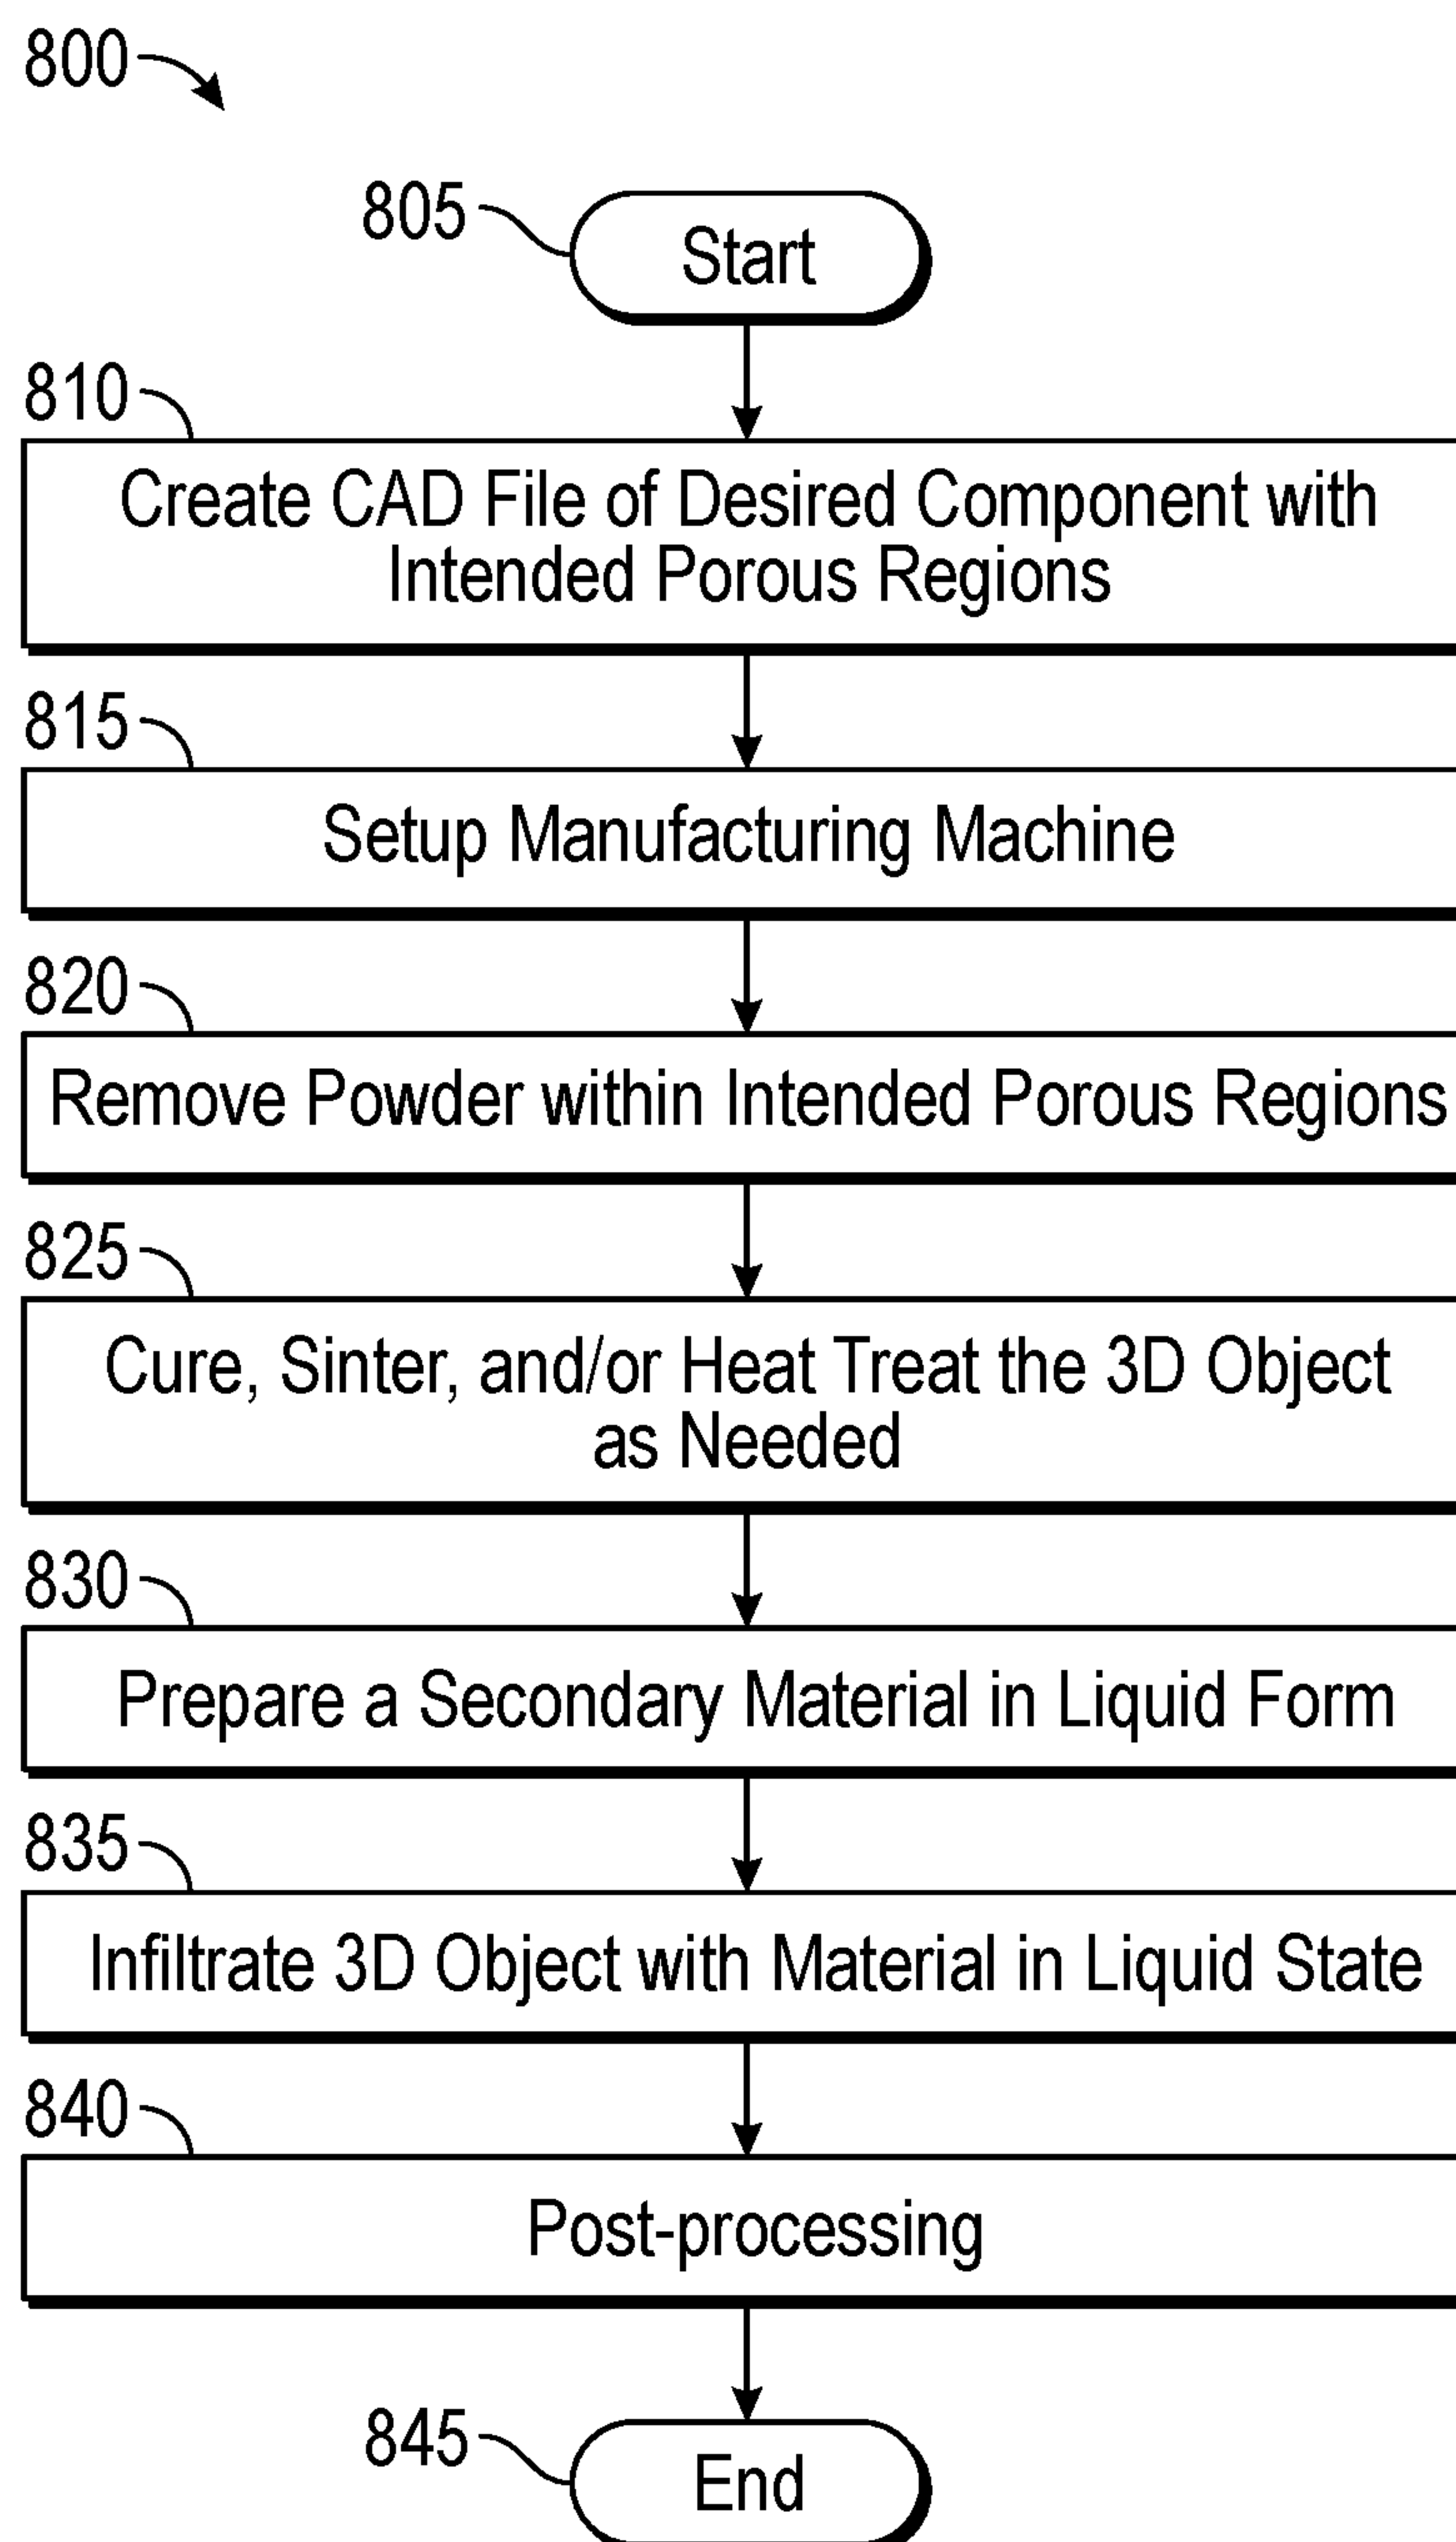 800
805
Start
810
Create CAD File of Desired Component with
Intended Porous Regions
815
Setup Manufacturing Machine
820
Remove Powder within Intended Porous Regions
825
Cure, Sinter, and/or Heat Treat the 3D Object
as Needed
830
Prepare a Secondary Material in Liquid Form
835
Infiltrate 3D Object with Material in Liquid State
840
Post-processing
845
End